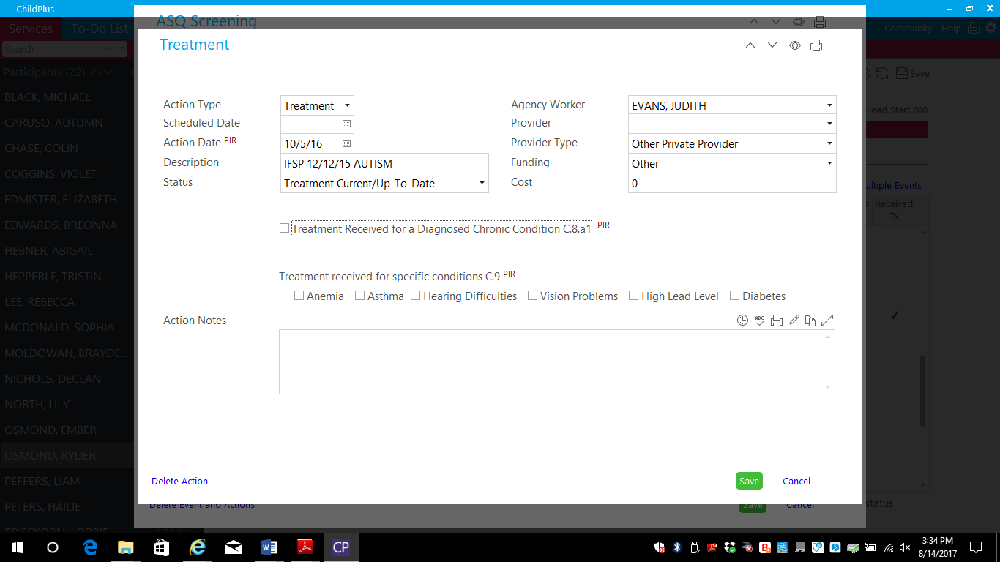 ChildPlus
Services To-Do List
Community Help
Search
Participants (22)
BLACK, MICHAEL
CARUSO, AUTUMN
CHASE, COLIN
COGGINS, VIOLET
EDMISTER, ELIZABETH
EDWARDS, BREONNA
HEBNER, ABIGAIL
HEPPERLE, TRISTIN
LEE, REBECCA
MCDONALD, SOPHIA
MOLDOWAN, BRAYDE...
NICHOLS, DECLAN
NORTH, LILY
OSMOND, EMBER
OSMOND, RYDER
PEFFERS, LIAM
PETERS, HAILIE
ASQ Screening
Treatment
Action Type Treatment Agency Worker EVANS, JUDITH
Scheduled Date Provider
Action Date PIR 10/5/16 Provider Type Other Private Provider
Description IFSP 12/12/15 AUTISM Funding Other
Status Treatment Current/Up-To-Date Cost 0
Treatment Received for a Diagnosed Chronic Condition C.8.a1 PIR
Treatment received for specific conditions C.9 PIR
Anemia Asthma Hearing Difficulties Vision Problems High Lead Level Diabetes
Action Notes
ABC
Delete Action Save Cancel
Delete Event and Actions Save Cancel
Save
Head Start.200
ultiple Events
Received
Tx
status
CP
3:34 PM
8/14/2017